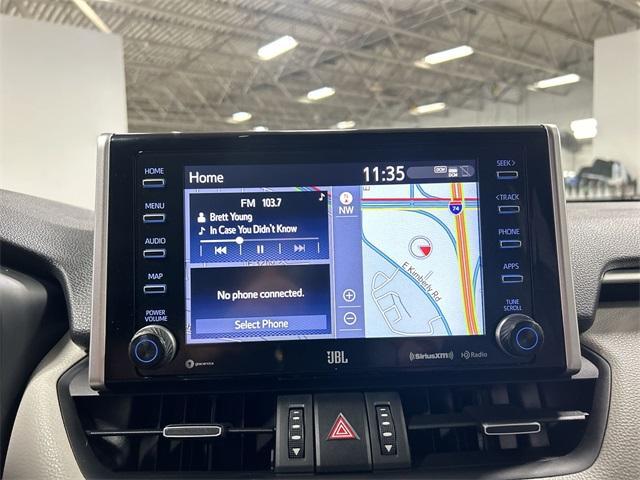 HOME
MENU
AUDIO
MAP
POWER
VOLUME
Home
11:35
DCM
FM 103.7
Brett Young
In Case You Didn't Know
No phone connected.
Select Phone
NW
74
E Kimberly Rd
SEEK>
<TRACK
PHONE
APPS
TUNE
SCROLL
gracenote
JBL
SiriusXM
HD Radio